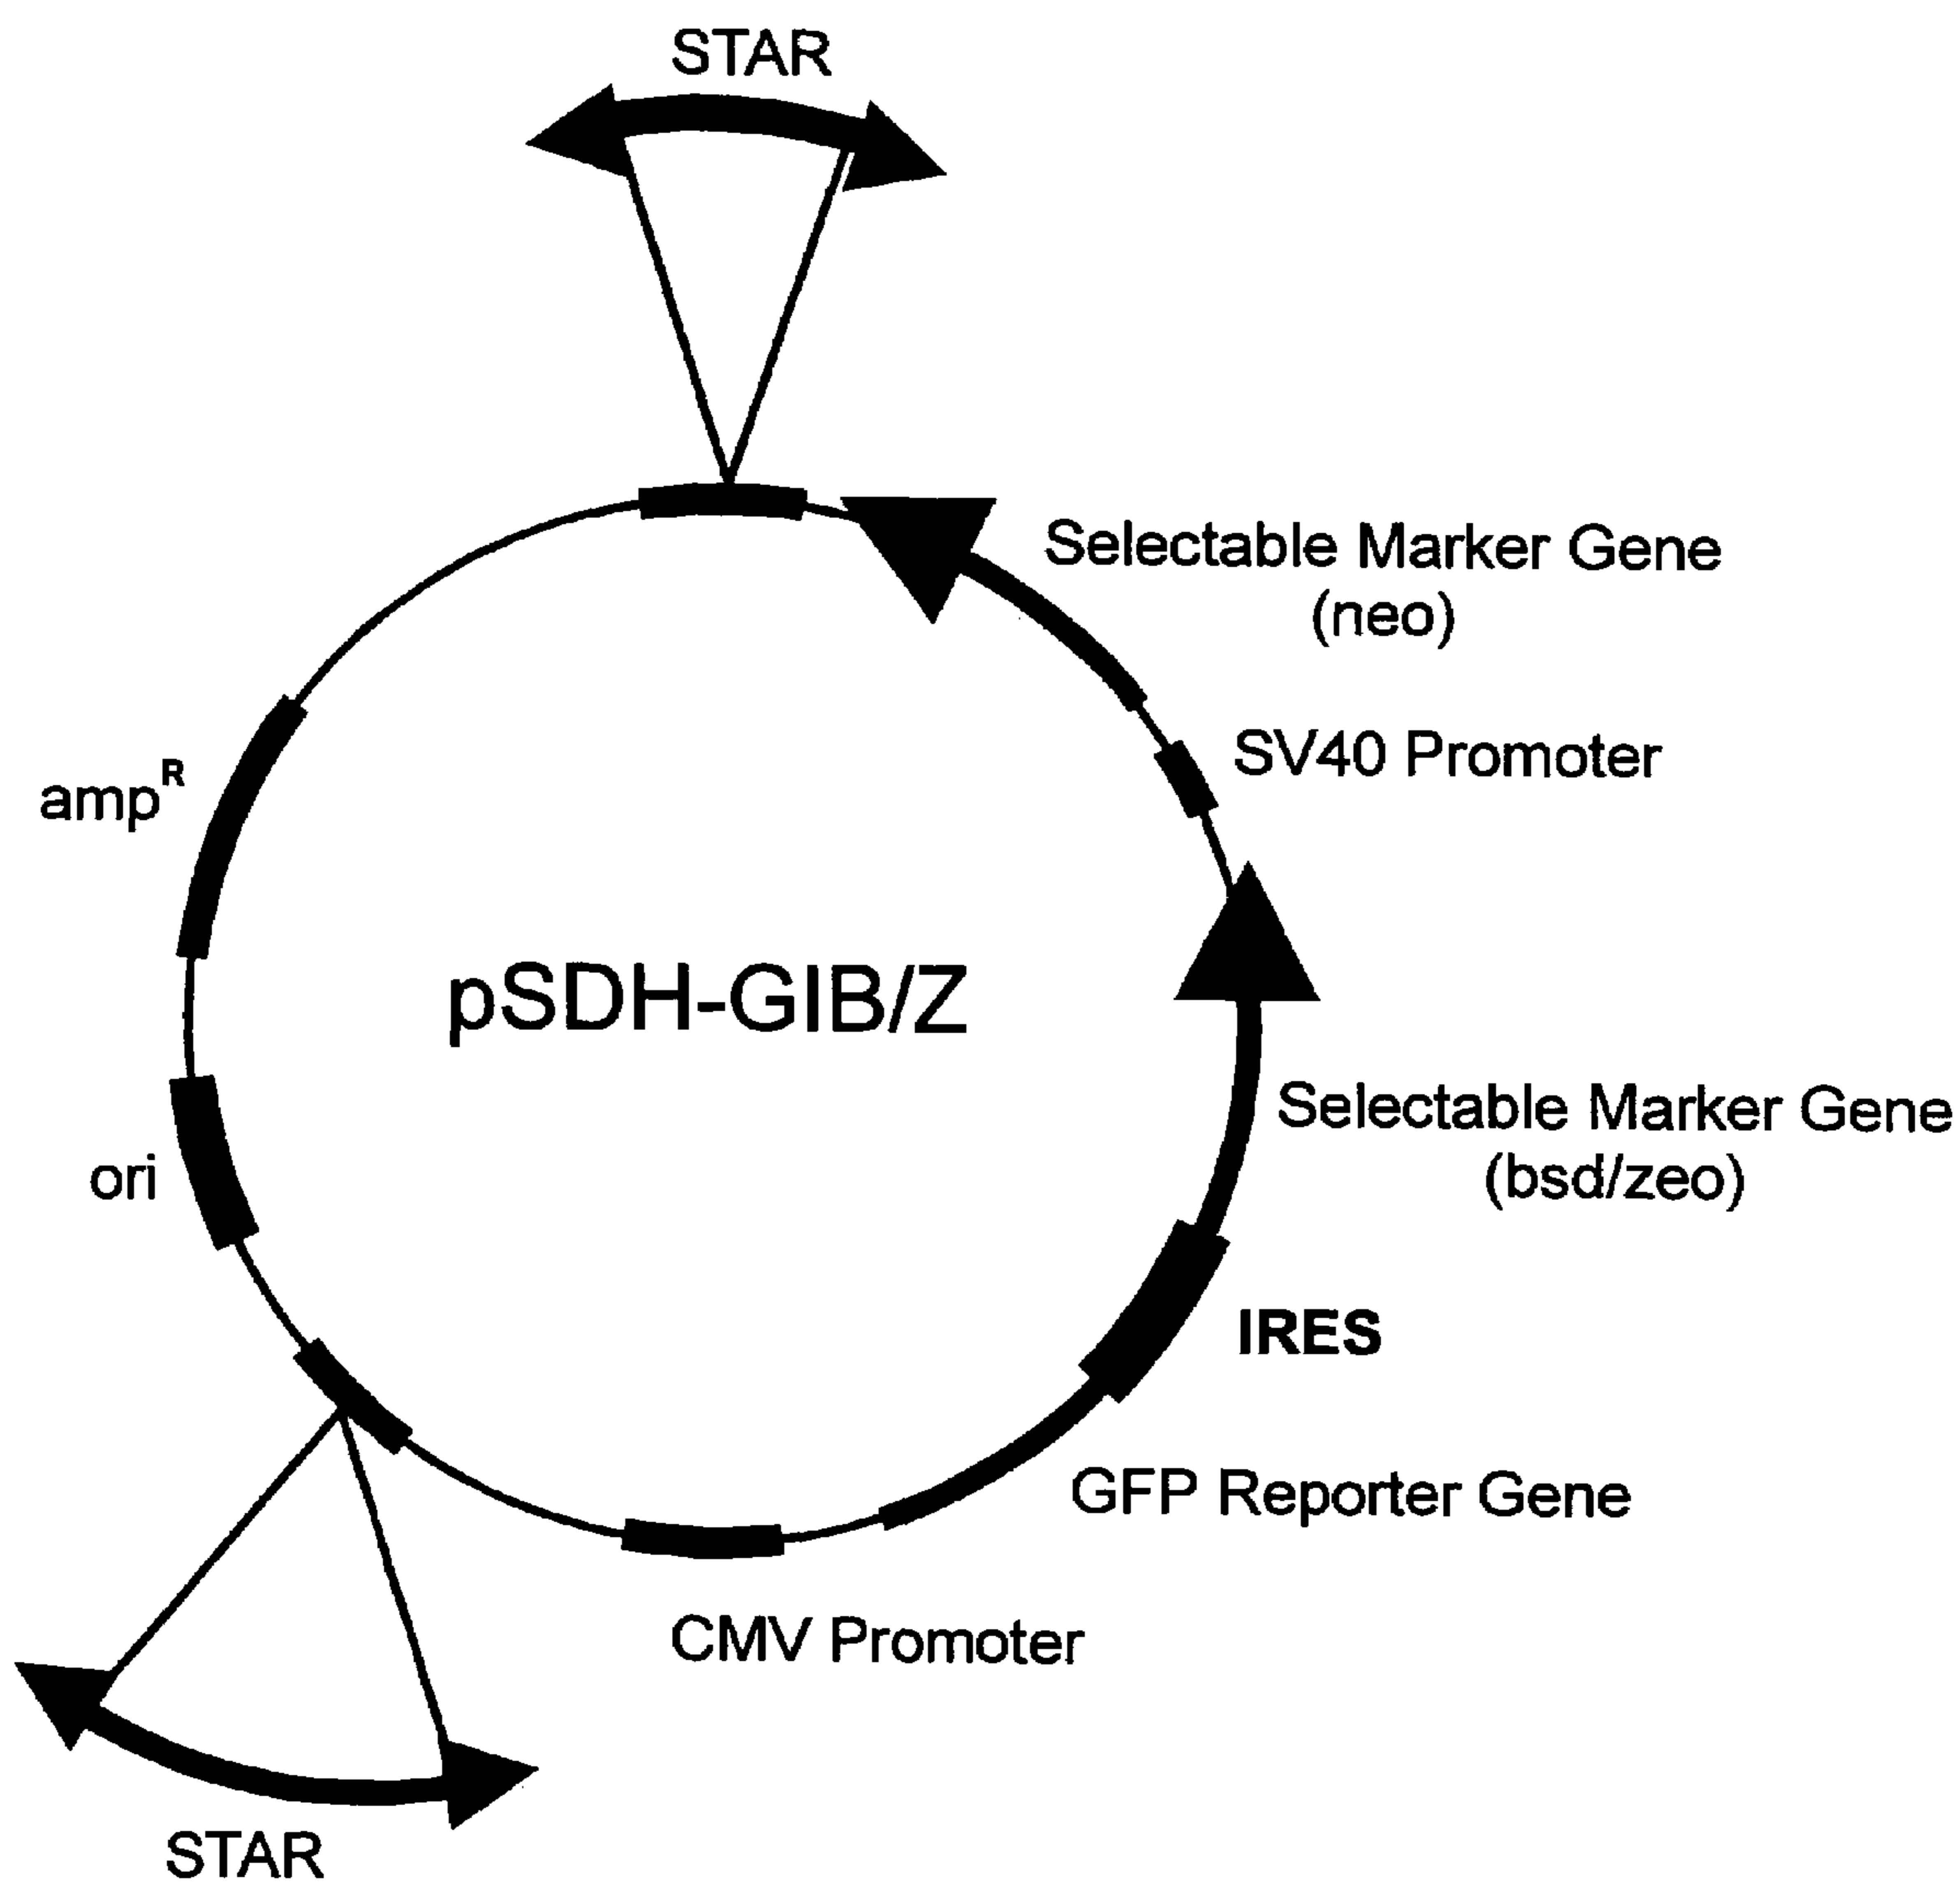 STAR
Selectable Marker Gene
(neo)
SV40 Promoter
amp^R
pSDH-GIB/Z
Selectable Marker Gene
(bsd/zeo)
ori
IRES
GFP Reporter Gene
CMV Promoter
STAR